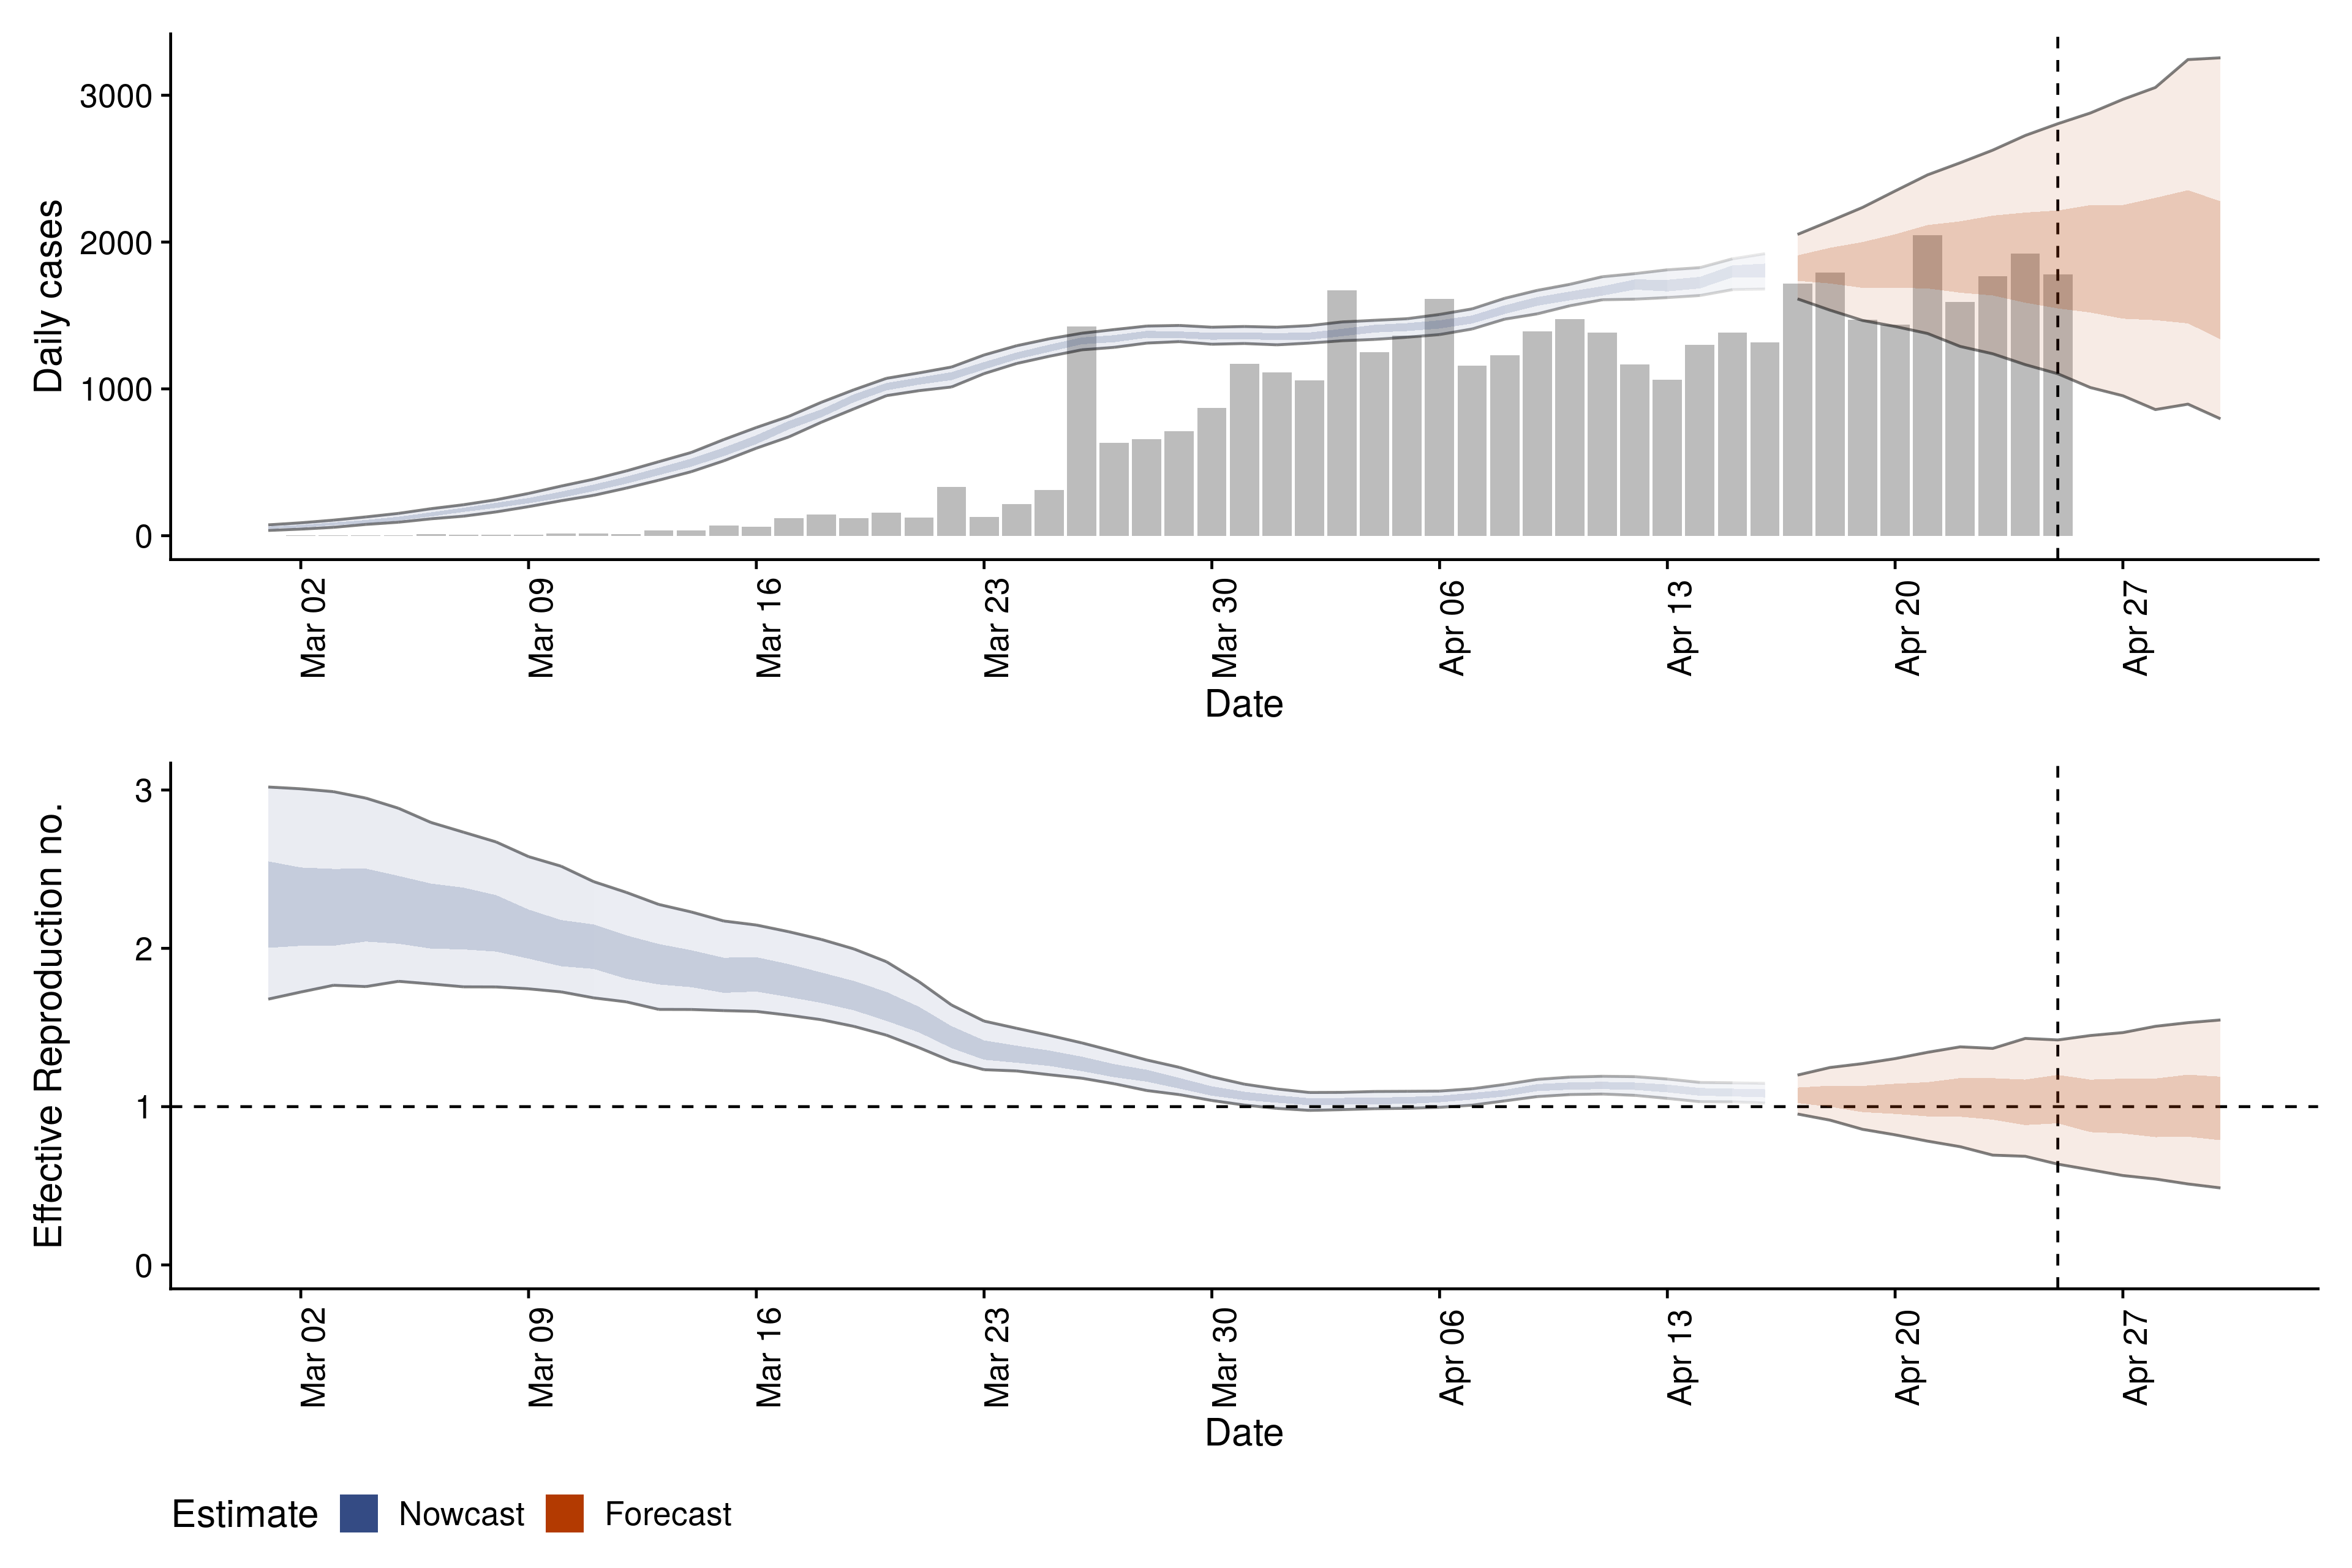 Daily cases
3000
2000
1000
0
Mar 02
Mar 09
Mar 16
Mar 23
Mar 30
Apr 06
Apr 13
Apr 20
Apr 27
Date
Effective Reproduction no.
3
2
1
0
Mar 02
Mar 09
Mar 16
Mar 23
Mar 30
Apr 06
Apr 13
Apr 20
Apr 27
Date
Estimate Nowcast Forecast